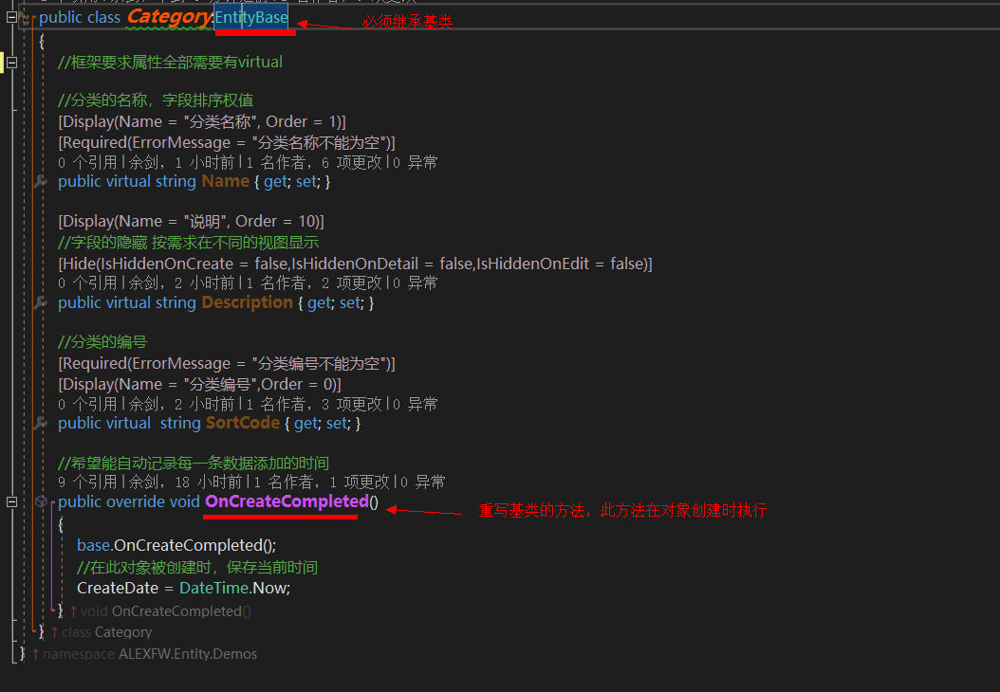 public class Category:EntityBase 必须继承基类
{
//框架要求属性全部需要有virtual
//分类的名称，字段排序权值
[Display(Name = "分类名称", Order = 1)]
[Required(ErrorMessage = "分类名称不能为空")]
0 个引用|余剑，1 小时前|1 名作者，6 项更改|0 异常
public virtual string Name { get; set; }
[Display(Name = "说明", Order = 10)]
//字段的隐藏 按需求在不同的视图显示
[Hide(IsHiddenOnCreate = false,IsHiddenOnDetail = false,IsHiddenOnEdit = false)]
0 个引用|余剑，2 小时前|1 名作者，2 项更改|0 异常
public virtual string Description { get; set; }
//分类的编号
[Required(ErrorMessage = "分类编号不能为空")]
[Display(Name = "分类编号",Order = 0)]
0 个引用|余剑，2 小时前|1 名作者，3 项更改|0 异常
public virtual  string SortCode { get; set; }
//希望能自动记录每一条数据添加的时间
9 个引用|余剑，18 小时前|1 名作者，1 项更改|0 异常
public override void OnCreateCompleted() 重写基类的方法，此方法在对象创建时执行
{
base.OnCreateCompleted();
//在此对象被创建时，保存当前时间
CreateDate = DateTime.Now;
} ↑ void OnCreateCompleted()
} ↑ class Category
} ↑ namespace ALEXFW.Entity.Demos